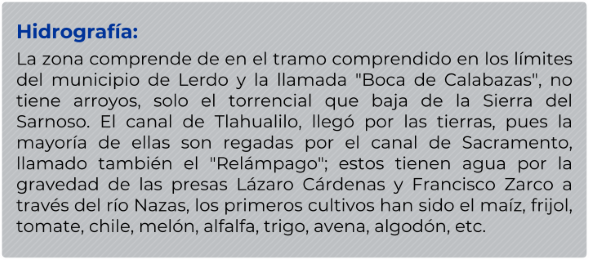 Hidrografía:
La zona comprende de en el tramo comprendido en los límites
del municipio de Lerdo y la llamada "Boca de Calabazas", no
tiene arroyos, solo el torrencial que baja de la Sierra del
Sarnoso. El canal de Tlahualilo, llegó por las tierras, pues la
mayoría de ellas son regadas por el canal de Sacramento,
llamado también el "Relámpago"; estos tienen agua por la
gravedad de las presas Lázaro Cárdenas y Francisco Zarco a
través del río Nazas, los primeros cultivos han sido el maíz, frijol,
tomate, chile, melón, alfalfa, trigo, avena, algodón, etc.